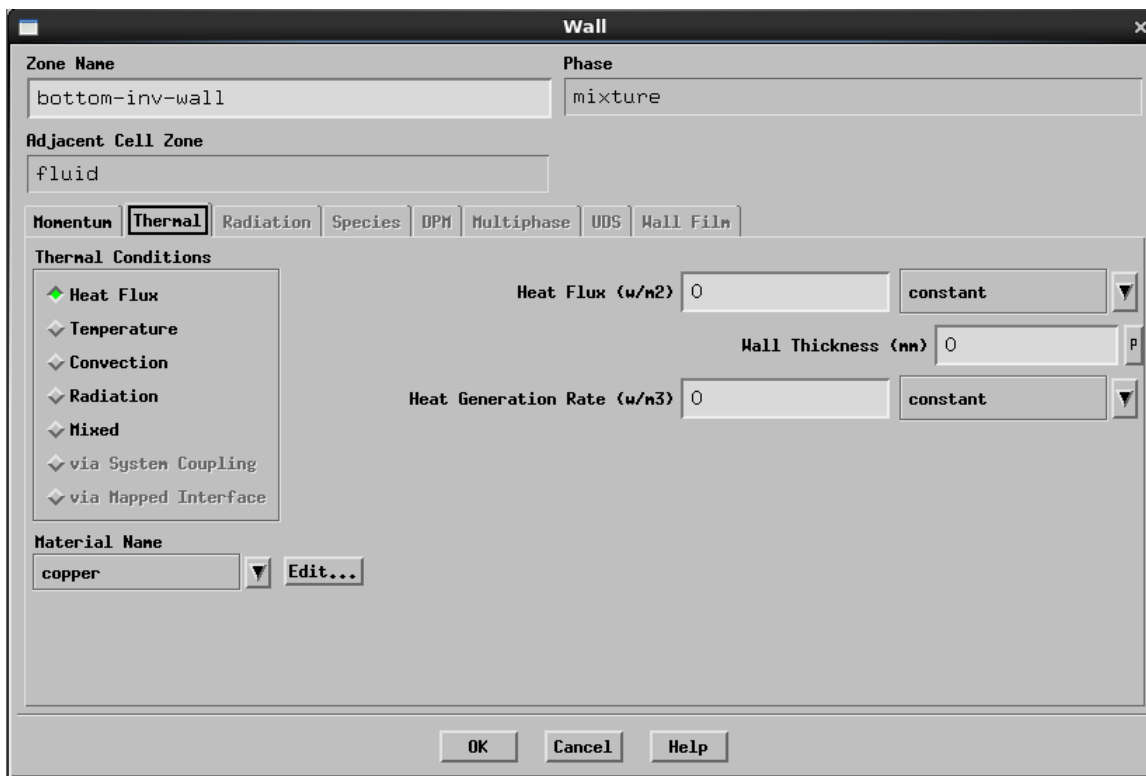 Wall
Zone Name
Phase
bottom-inv-wall
mixture
Adjacent Cell Zone
fluid
Momentum Thermal Radiation Species DPM Multiphase UDS Wall Film
Thermal Conditions
Heat Flux
Temperature
Convection
Radiation
Mixed
via System Coupling
via Mapped Interface
Heat Flux (w/m2) 0 constant
Wall Thickness (mm) 0 P
Heat Generation Rate (w/m3) 0 constant
Material Name
copper Edit...
OK Cancel Help